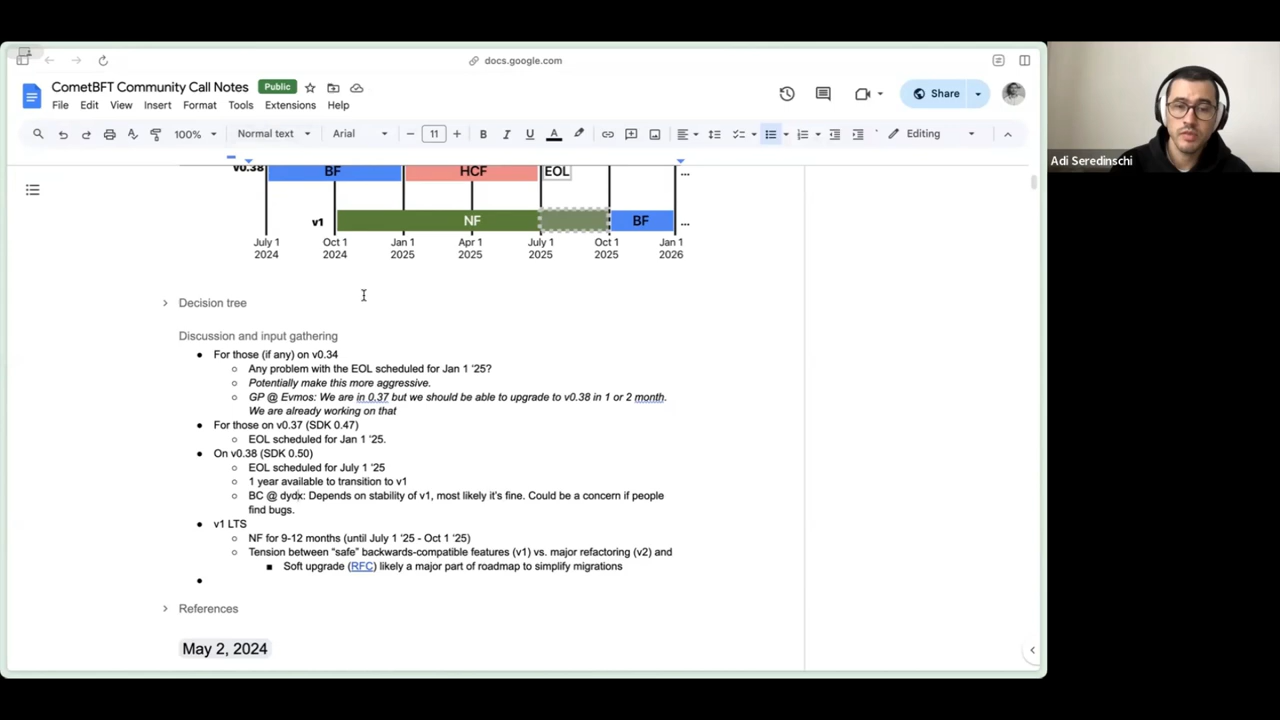 docs.google.com
CometBFT Community Call Notes Public
Share
File Edit View Insert Format Tools Extensions Help
100% Normal text Arial 11 B I U A Editing
Adi Seredinschi
v0.38 BF HCF EOL ...
v1 NF BF ...
July 1 Oct 1 Jan 1 Apr 1 July 1 Oct 1 Jan 1
2024 2024 2025 2025 2025 2025 2026
Decision tree
Discussion and input gathering
● For those (if any) on v0.34
○ Any problem with the EOL scheduled for Jan 1 '25?
○ Potentially make this more aggressive.
○ GP @ Evmos: We are in 0.37 but we should be able to upgrade to v0.38 in 1 or 2 month.
We are already working on that
● For those on v0.37 (SDK 0.47)
○ EOL scheduled for Jan 1 '25.
● On v0.38 (SDK 0.50)
○ EOL scheduled for July 1 '25
○ 1 year available to transition to v1
○ BC @ dydx: Depends on stability of v1, most likely it's fine. Could be a concern if people
find bugs.
● v1 LTS
○ NF for 9-12 months (until July 1 '25 - Oct 1 '25)
○ Tension between "safe" backwards-compatible features (v1) vs. major refactoring (v2) and
■ Soft upgrade (RFC) likely a major part of roadmap to simplify migrations
●
References
May 2, 2024